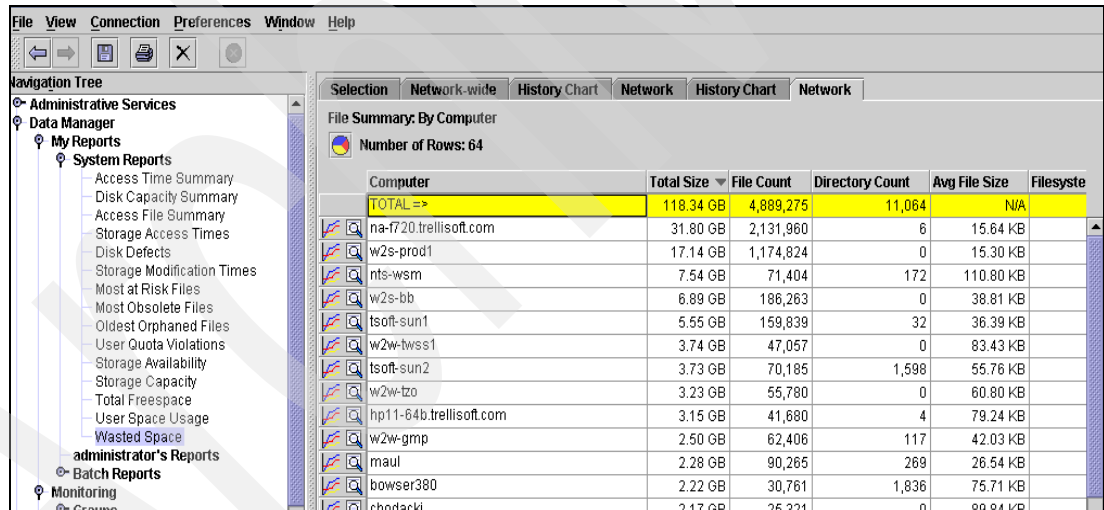 File View Connection Preferences Window Help
Navigation Tree
Administrative Services
Data Manager
My Reports
System Reports
Access Time Summary
Disk Capacity Summary
Access File Summary
Storage Access Times
Disk Defects
Storage Modification Times
Most at Risk Files
Most Obsolete Files
Oldest Orphaned Files
User Quota Violations
Storage Availability
Storage Capacity
Total Freespace
User Space Usage
Wasted Space
administrator's Reports
Batch Reports
Monitoring
Groups
Selection Network-wide History Chart Network History Chart Network
File Summary: By Computer
Number of Rows: 64
Computer Total Size File Count Directory Count Avg File Size Filesyste
TOTAL => 118.34 GB 4,889,275 11,064 N/A
na-f720.trellisoft.com 31.80 GB 2,131,960 6 15.64 KB
w2s-prod1 17.14 GB 1,174,824 0 15.30 KB
nts-wsm 7.54 GB 71,404 172 110.80 KB
w2s-bb 6.89 GB 186,263 0 38.81 KB
tsoft-sun1 5.55 GB 159,839 32 36.39 KB
w2w-twss1 3.74 GB 47,057 0 83.43 KB
tsoft-sun2 3.73 GB 70,185 1,598 55.76 KB
w2w-tzo 3.23 GB 55,780 0 60.80 KB
hp11-64b.trellisoft.com 3.15 GB 41,680 4 79.24 KB
w2w-gmp 2.50 GB 62,406 117 42.03 KB
maul 2.28 GB 90,265 269 26.54 KB
bowser380 2.22 GB 30,761 1,836 75.71 KB
chodacki 2.17 GB 25,321 0 89.84 KB